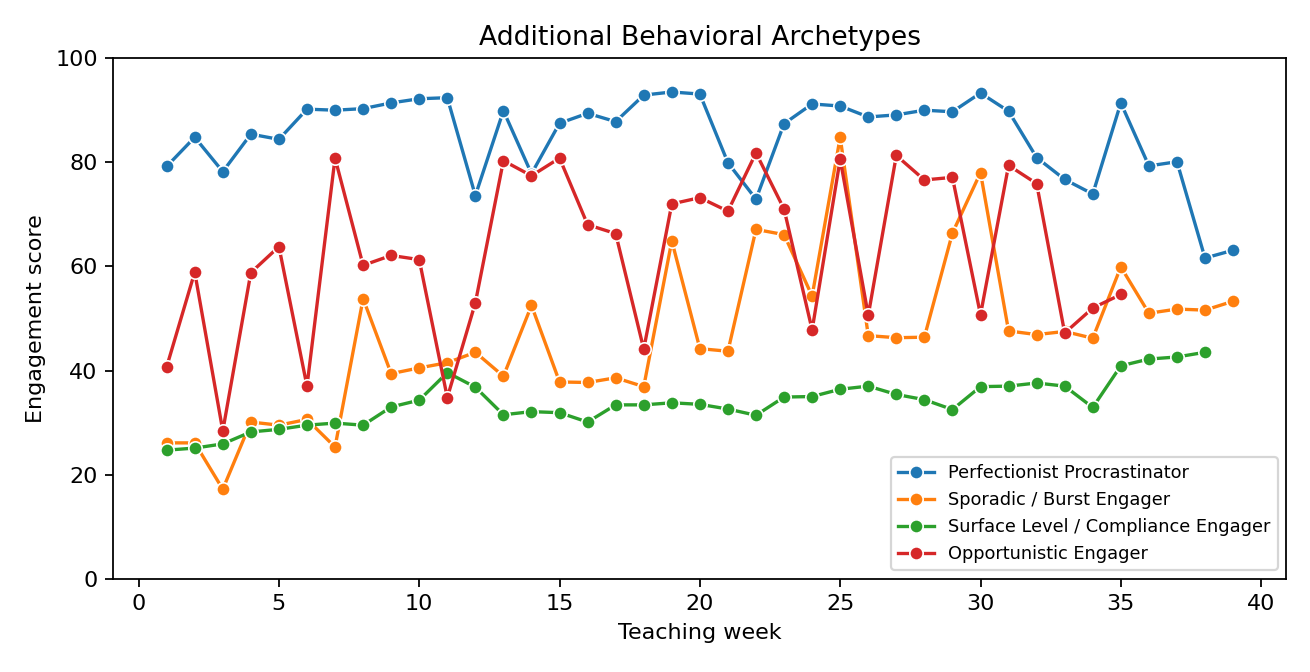 Additional Behavioral Archetypes
100
80
60
40
20
0
Engagement score
0 5 10 15 20 25 30 35 40
Teaching week
Perfectionist Procrastinator
Sporadic / Burst Engager
Surface Level / Compliance Engager
Opportunistic Engager